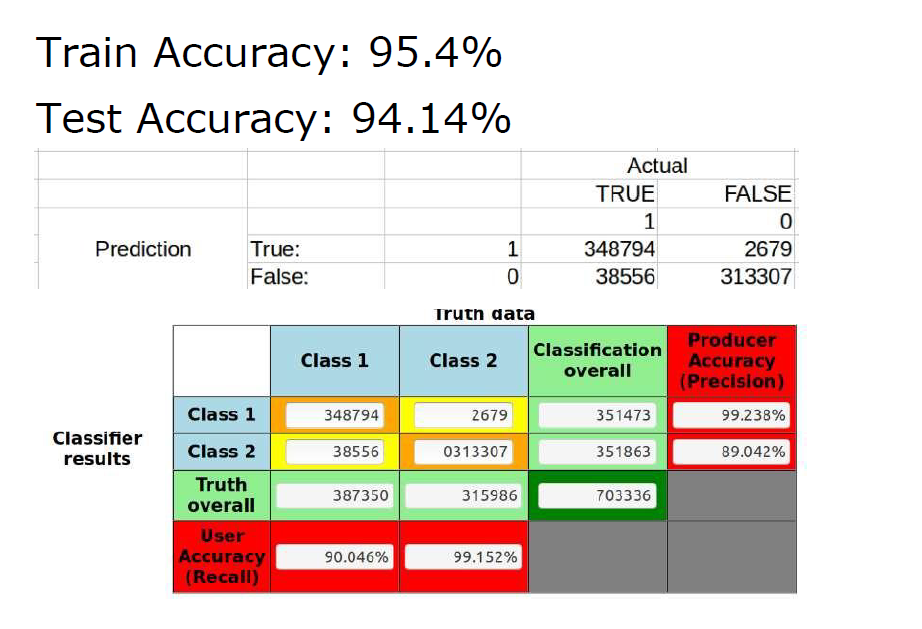 Train Accuracy: 95.4%
Test Accuracy: 94.14%
Actual
TRUE FALSE
1 0
Prediction True: 1 348794 2679
False: 0 38556 313307
Truth data
Class 1 Class 2 Classification overall Producer Accuracy (Precision)
Classifier results
Class 1 348794 2679 351473 99.238%
Class 2 38556 0313307 351863 89.042%
Truth overall 387350 315986 703336
User Accuracy (Recall) 90.046% 99.152%